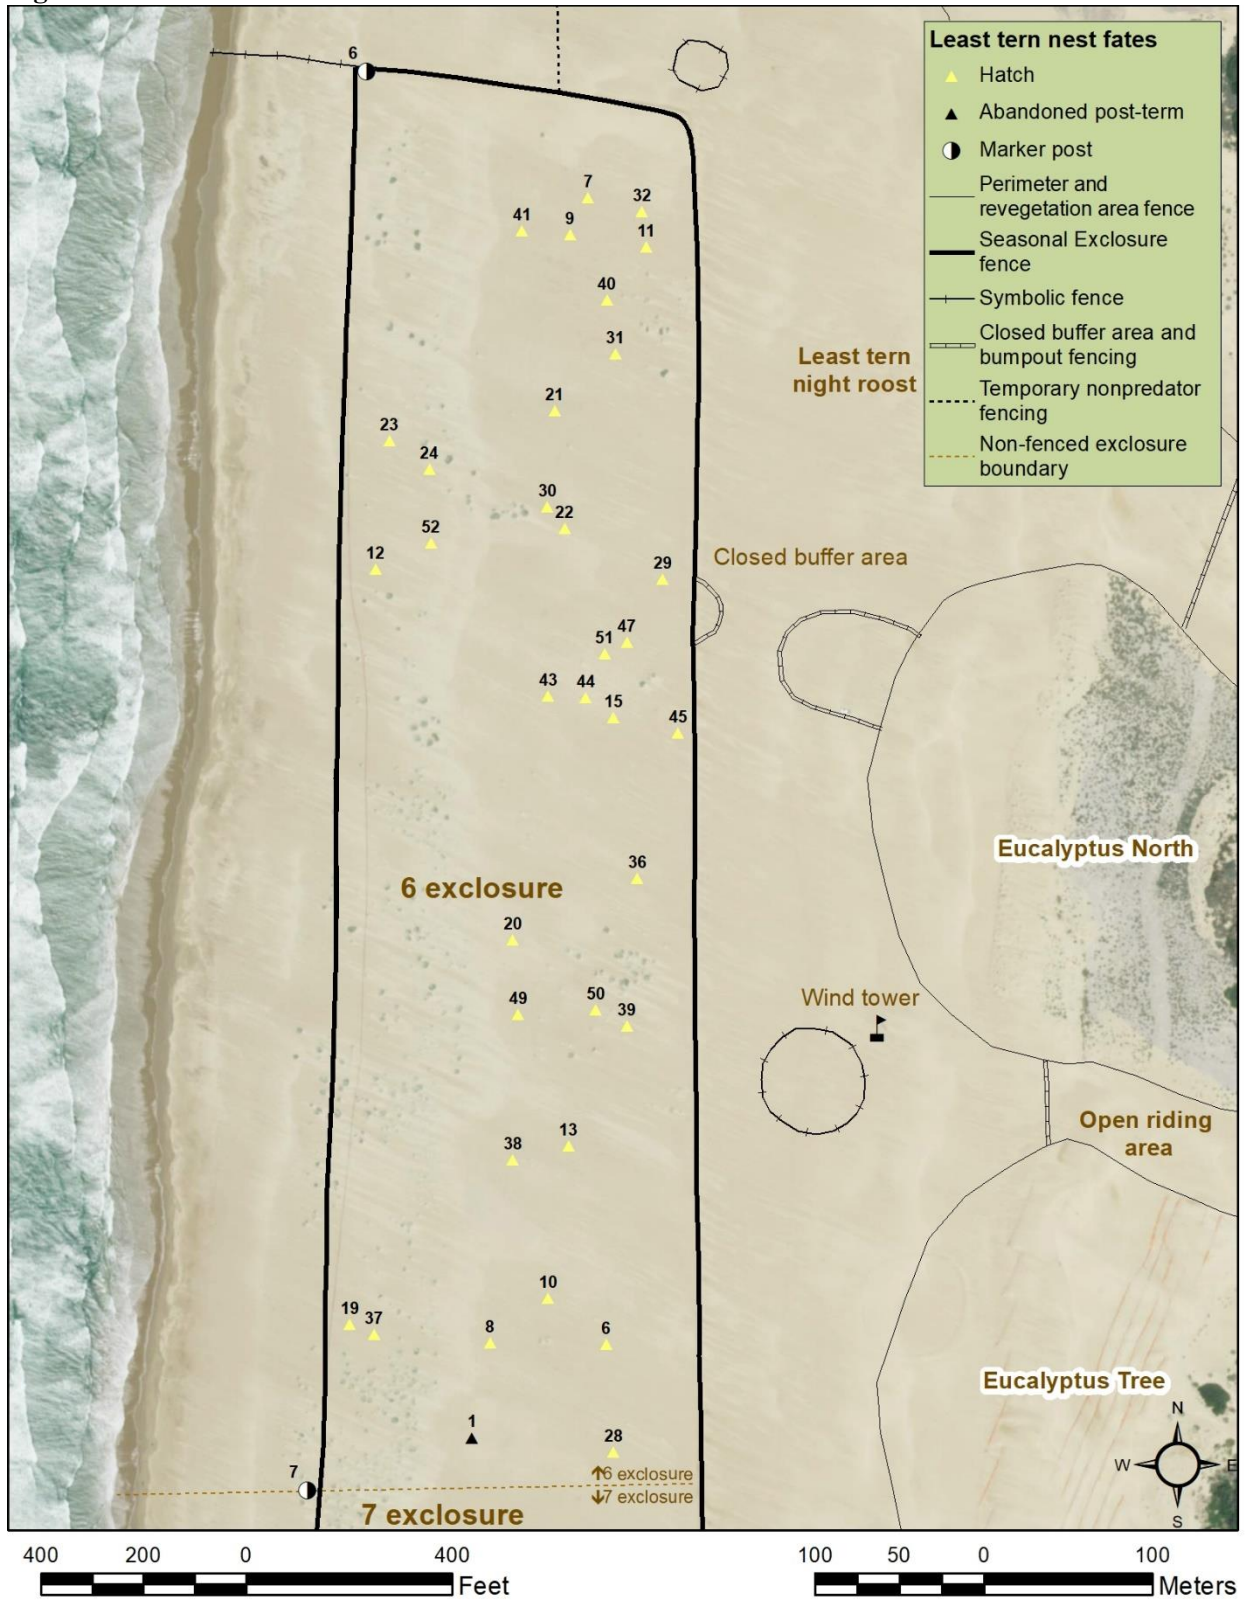 Least tern nest fates
Hatch
Abandoned post-term
Marker post
Perimeter and
revegetation area fence
Seasonal Exclosure
fence
Symbolic fence
Closed buffer area and
bumpout fencing
Temporary nonpredator
fencing
Non-fenced exclosure
boundary
6
7
32
41
9
11
40
31
Least tern
night roost
21
23
24
30
22
52
12
29
Closed buffer area
47
51
43
44
15
45
Eucalyptus North
36
6 exclosure
20
Wind tower
49
50
39
Open riding
area
13
38
10
19
37
8
6
Eucalyptus Tree
1
28
N
W
E
S
7
6 exclosure
7 exclosure
7 exclosure
400
200
0
400
Feet
100
50
0
100
Meters